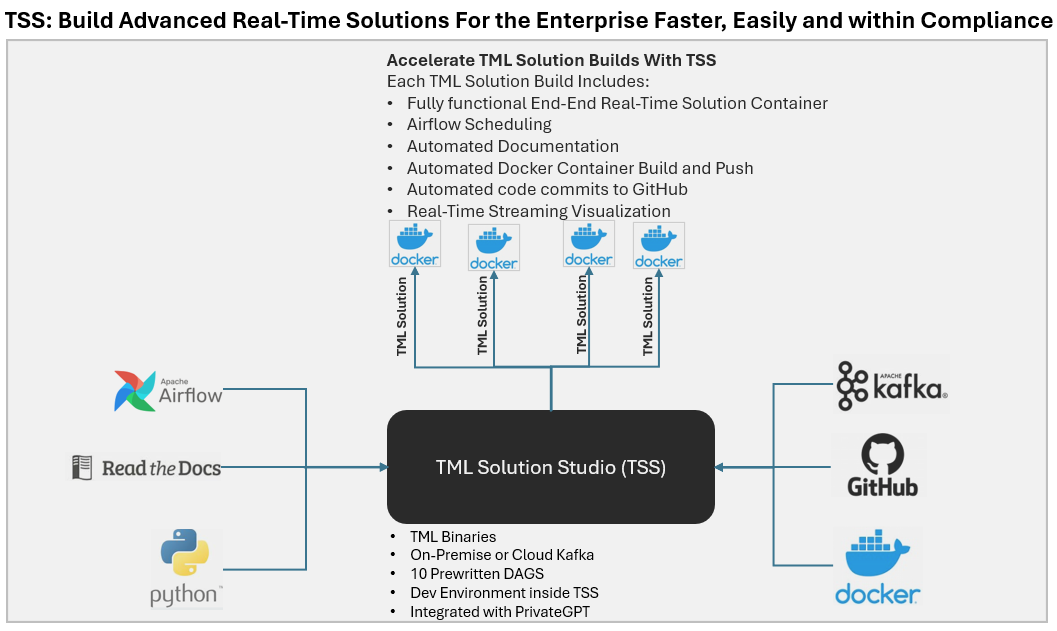 TSS: Build Advanced Real-Time Solutions For the Enterprise Faster, Easily and within Compliance
Accelerate TML Solution Builds With TSS
Each TML Solution Build Includes:
• Fully functional End-End Real-Time Solution Container
• Airflow Scheduling
• Automated Documentation
• Automated Docker Container Build and Push
• Automated code commits to GitHub
• Real-Time Streaming Visualization
docker
docker
docker
docker
TML Solution
TML Solution
TML Solution
TML Solution
Apache
Airflow
Read the Docs
python™
APACHE
kafka®
GitHub
docker
TML Solution Studio (TSS)
• TML Binaries
• On-Premise or Cloud Kafka
• 10 Prewritten DAGS
• Dev Environment inside TSS
• Integrated with PrivateGPT